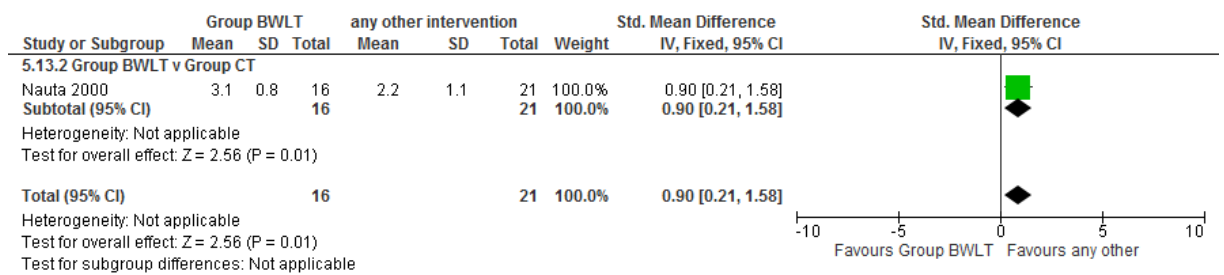 Group BWLT any other intervention Std. Mean Difference Std. Mean Difference
Study or Subgroup Mean SD Total Mean SD Total Weight IV, Fixed, 95% CI IV, Fixed, 95% CI
5.13.2 Group BWLT v Group CT
Nauta 2000 3.1 0.8 16 2.2 1.1 21 100.0% 0.90 [0.21, 1.58]
Subtotal (95% CI) 16 21 100.0% 0.90 [0.21, 1.58]
Heterogeneity: Not applicable
Test for overall effect: Z = 2.56 (P = 0.01)
Total (95% CI) 16 21 100.0% 0.90 [0.21, 1.58]
Heterogeneity: Not applicable
Test for overall effect: Z = 2.56 (P = 0.01)
Test for subgroup differences: Not applicable
-10 -5 0 5 10
Favours Group BWLT Favours any other